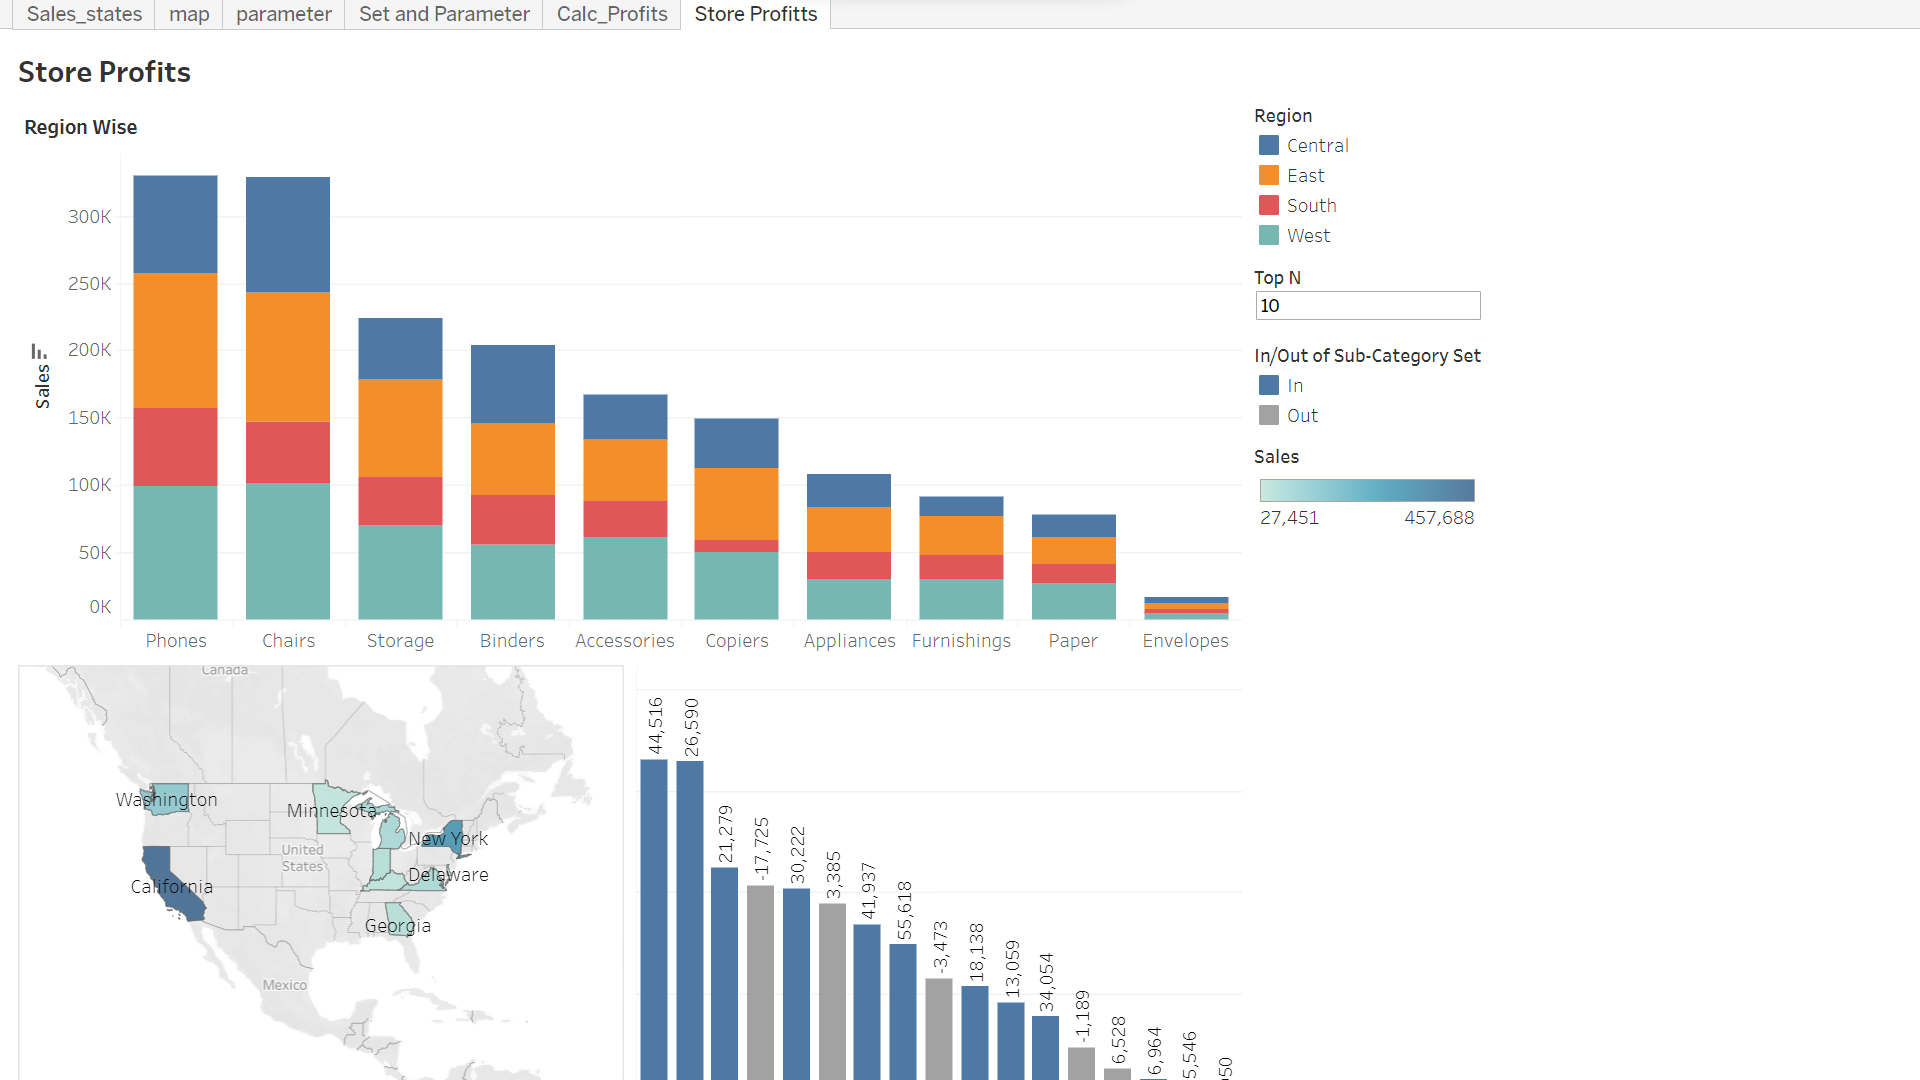 Sales_states map parameter Set and Parameter Calc_Profits Store Profitts
Store Profits
Region Wise
Sales
300K
250K
200K
150K
100K
50K
0K
Phones Chairs Storage Binders Accessories Copiers Appliances Furnishings Paper Envelopes
Region
Central
East
South
West
Top N
10
In/Out of Sub-Category Set
In
Out
Sales
27,451 457,688
Canada
Washington
Minnesota
New York
United
States
Delaware
California
Georgia
Mexico
44,516
26,590
21,279
-17,725
30,222
3,385
41,937
55,618
-3,473
18,138
13,059
34,054
-1,189
6,528
6,964
5,546